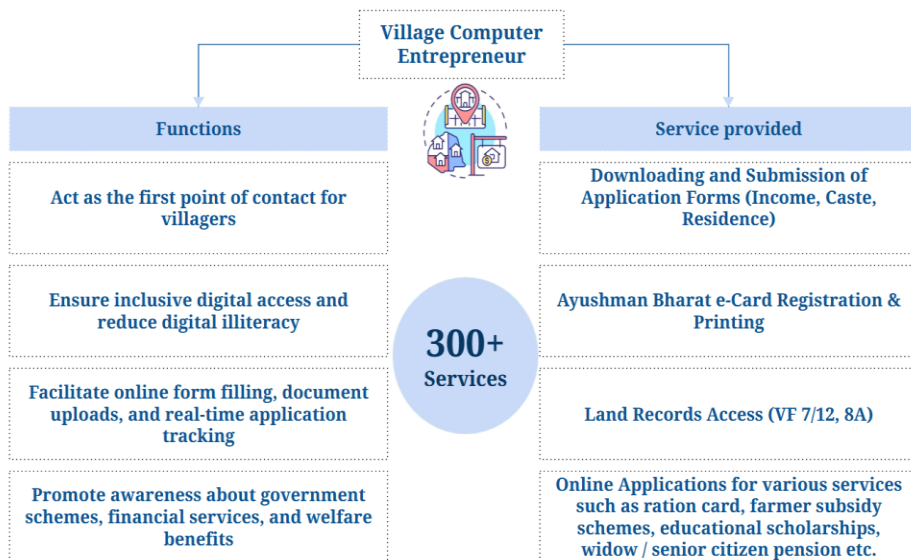 Village Computer
Entrepreneur
Functions
Act as the first point of contact for
villagers
Ensure inclusive digital access and
reduce digital illiteracy
Facilitate online form filling, document
uploads, and real-time application
tracking
Promote awareness about government
schemes, financial services, and welfare
benefits
300+
Services
Service provided
Downloading and Submission of
Application Forms (Income, Caste,
Residence)
Ayushman Bharat e-Card Registration &
Printing
Land Records Access (VF 7/12, 8A)
Online Applications for various services
such as ration card, farmer subsidy
schemes, educational scholarships,
widow / senior citizen pension etc.